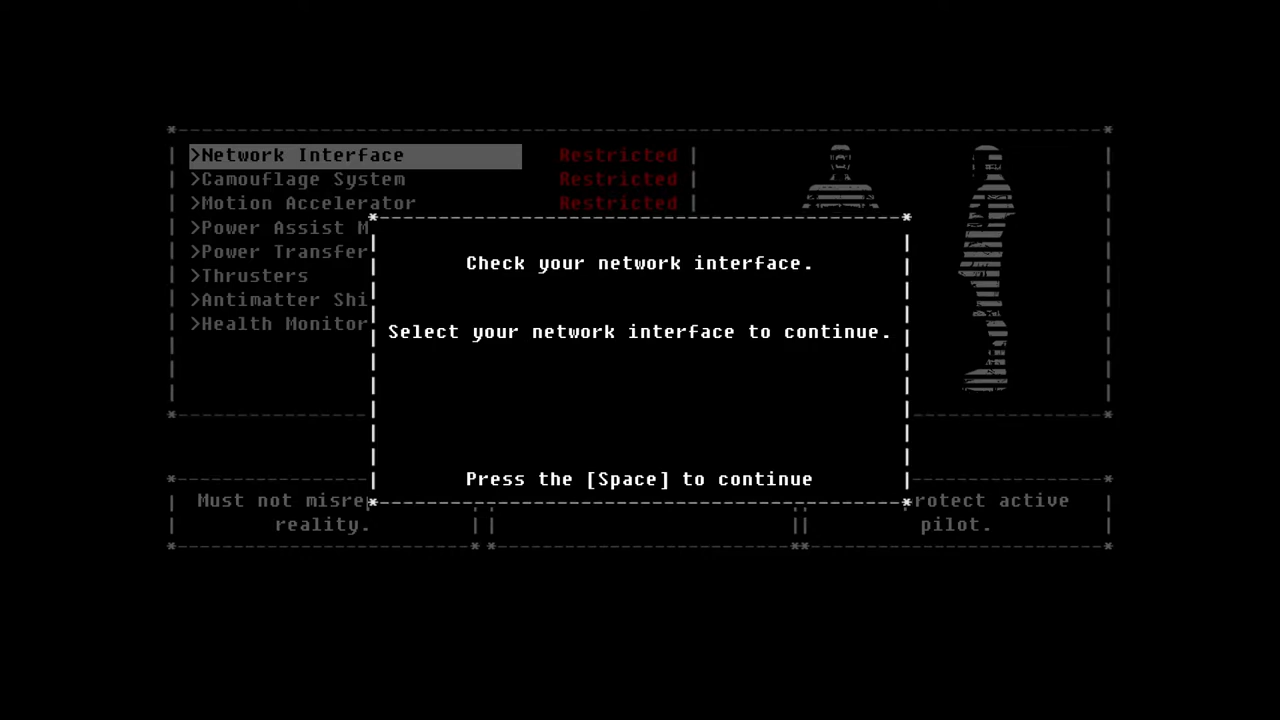 >Network Interface Restricted
>Camouflage System Restricted
>Motion Accelerator Restricted
>Power Assist M
>Power Transfer
>Thrusters
>Antimatter Shi
>Health Monitor
Check your network interface.
Select your network interface to continue.
Press the [Space] to continue
Must not misre
reality.
rotect active
pilot.